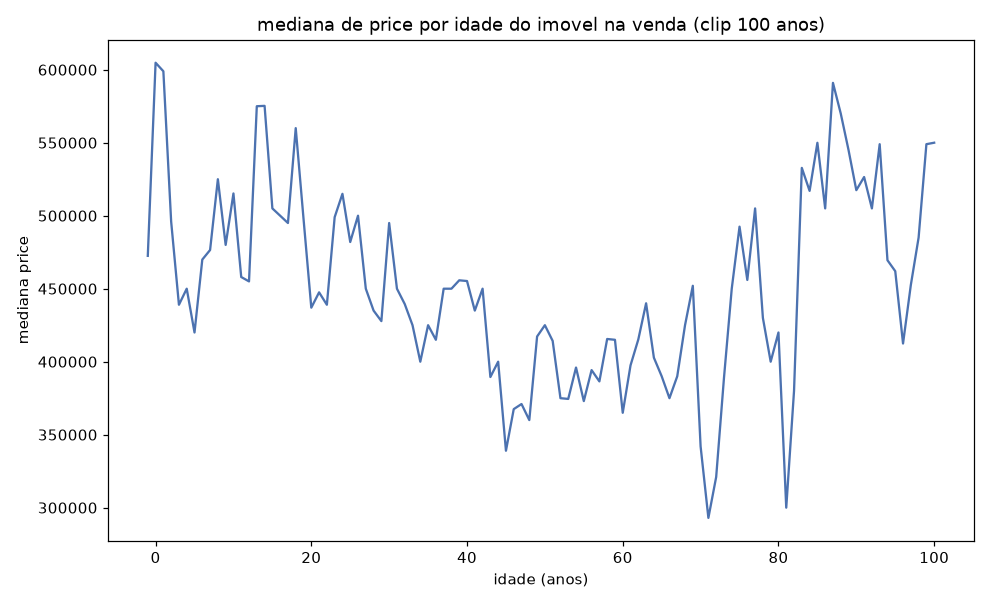 mediana de price por idade do imovel na venda (clip 100 anos)
600000
550000
500000
450000
400000
350000
300000
mediana price
0 20 40 60 80 100
idade (anos)